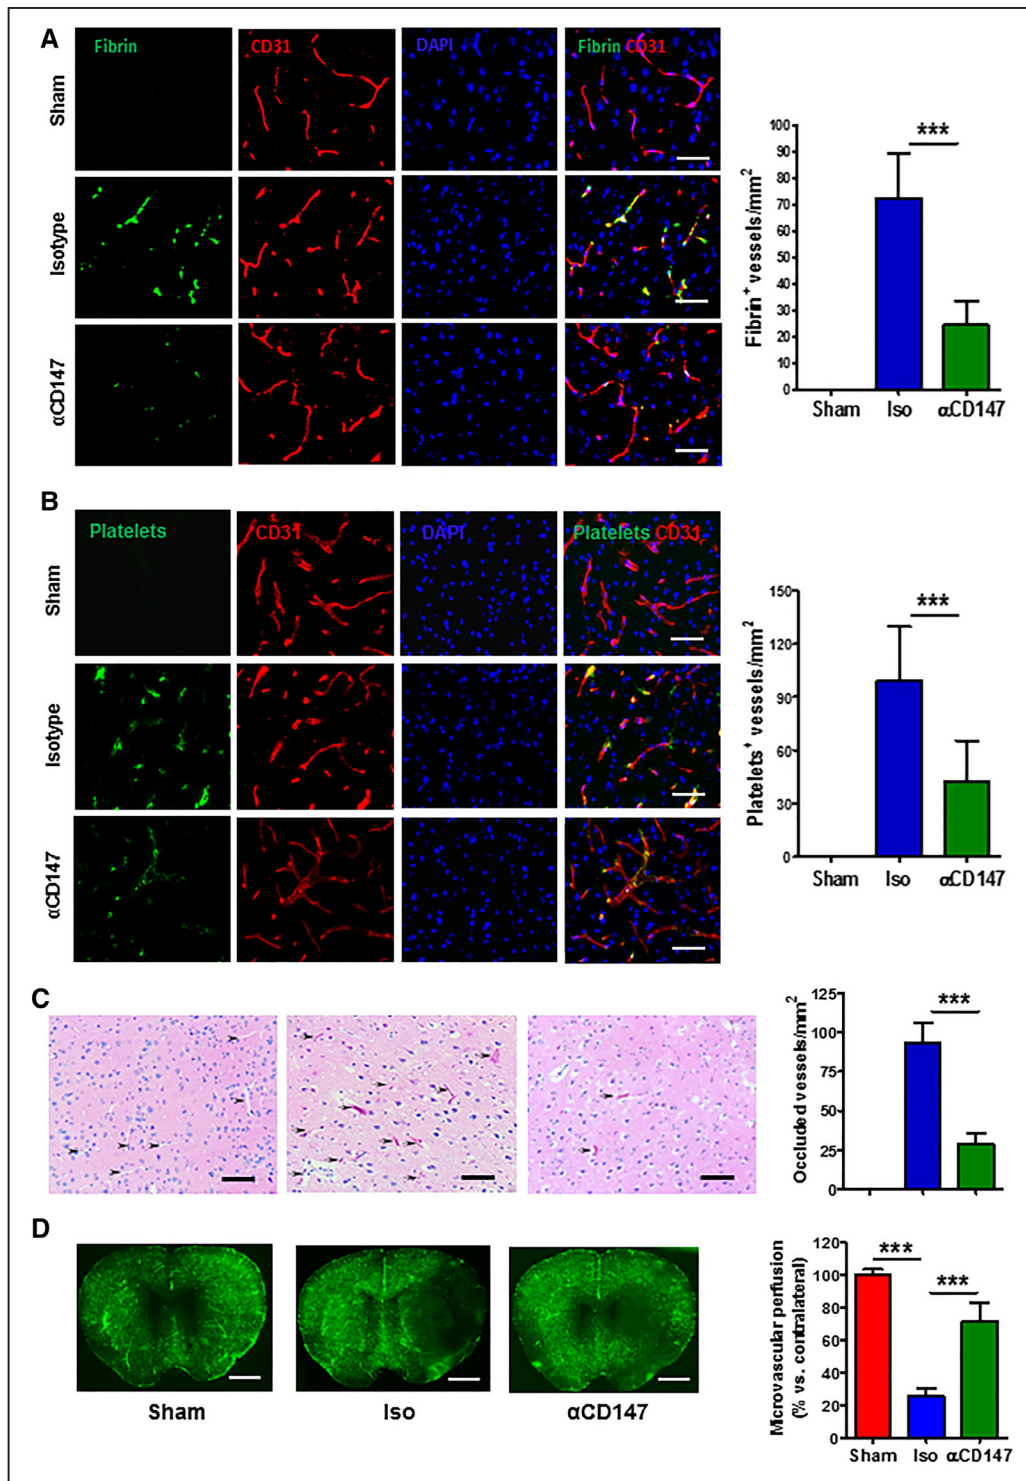 A
Fibrin CD31 DAPI Fibrin CD31
Sham
Isotype
αCD147
Fibrin+ vessels/mm2
100
90
80
70
60
50
40
30
20
10
0
***
Sham Iso αCD147
B
Platelets CD31 DAPI Platelets CD31
Sham
Isotype
αCD147
Platelets+ vessels/mm2
150
120
90
60
30
0
***
Sham Iso αCD147
C
Occluded vessels/mm2
125
100
75
50
25
0
***
D
Sham Iso αCD147
Microvascular perfusion
(% vs. contralateral)
120
100
80
60
40
20
0
*** ***
Sham Iso αCD147